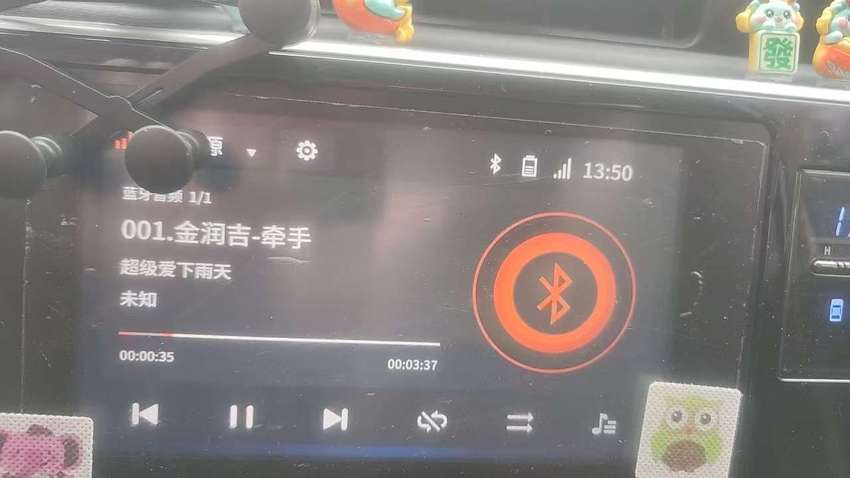 源
13:50
蓝牙音频 1/1
001.金润吉-牵手
超级爱下雨天
未知
00:00:35
00:03:37
發
H